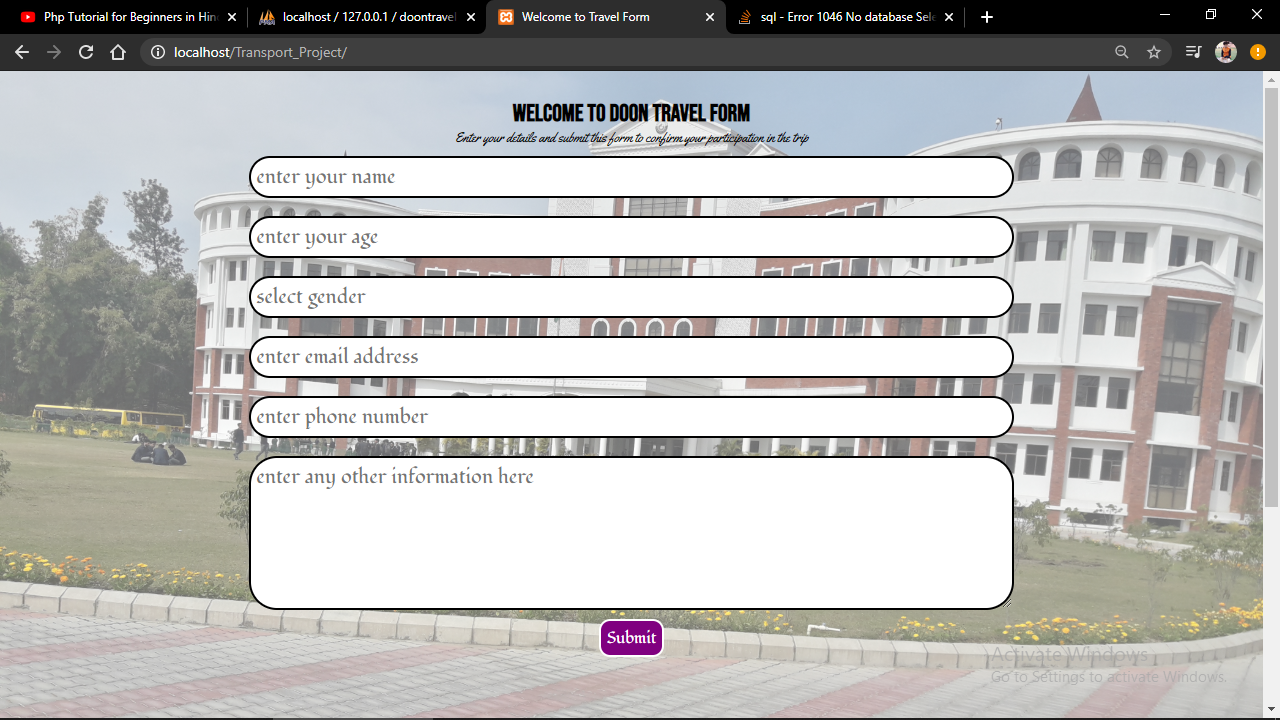 Php Tutorial for Beginners in Hin
localhost / 127.0.0.1 / doontravel
Welcome to Travel Form
sql - Error 1046 No database Sele
localhost/Transport_Project/
WELCOME TO DOON TRAVEL FORM
Enter your details and submit this form to confirm your participation in the trip
enter your name
enter your age
select gender
enter email address
enter phone number
enter any other information here
Submit
Activate Windows
Go to Settings to activate Windows.